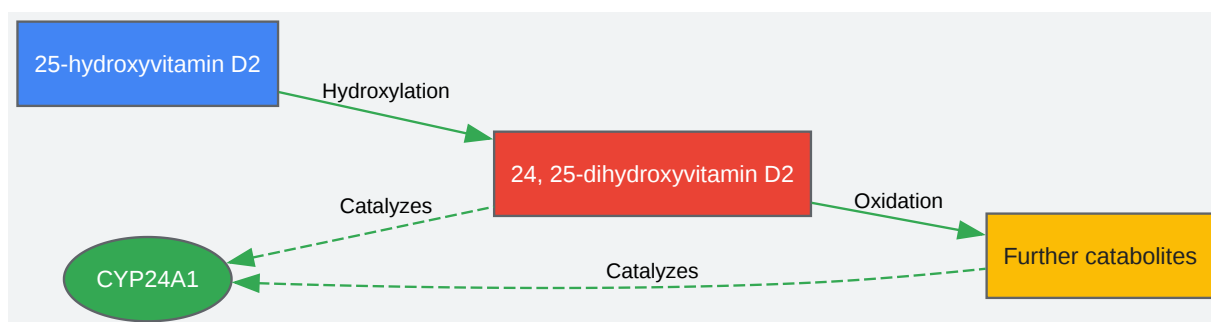 25-hydroxyvitamin D2
Hydroxylation
24, 25-dihydroxyvitamin D2
Catalyzes
Oxidation
Further catabolites
Catalyzes
CYP24A1